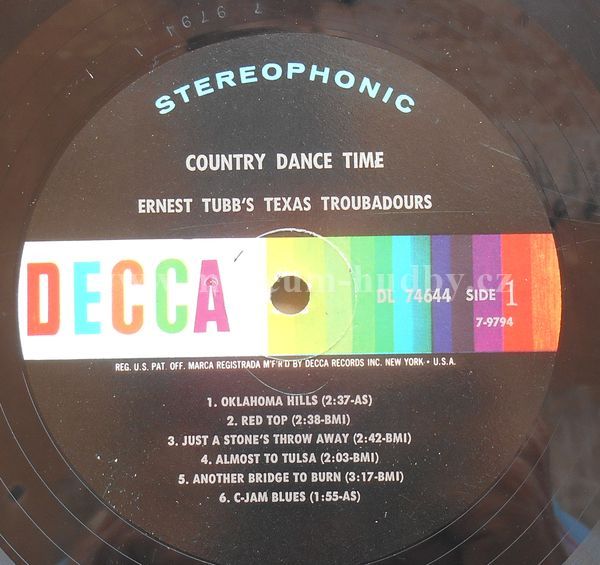 7 9794 1
STEREOPHONIC
COUNTRY DANCE TIME
ERNEST TUBB'S TEXAS TROUBADOURS
DECCA
DL 74644 SIDE 1
7-9794
REG. U.S. PAT. OFF. MARCA REGISTRADA M'F'R'D BY DECCA RECORDS INC. NEW YORK • U.S.A.
1. OKLAHOMA HILLS (2:37-AS)
2. RED TOP (2:38-BMI)
3. JUST A STONE'S THROW AWAY (2:42-BMI)
4. ALMOST TO TULSA (2:03-BMI)
5. ANOTHER BRIDGE TO BURN (3:17-BMI)
6. C-JAM BLUES (1:55-AS)